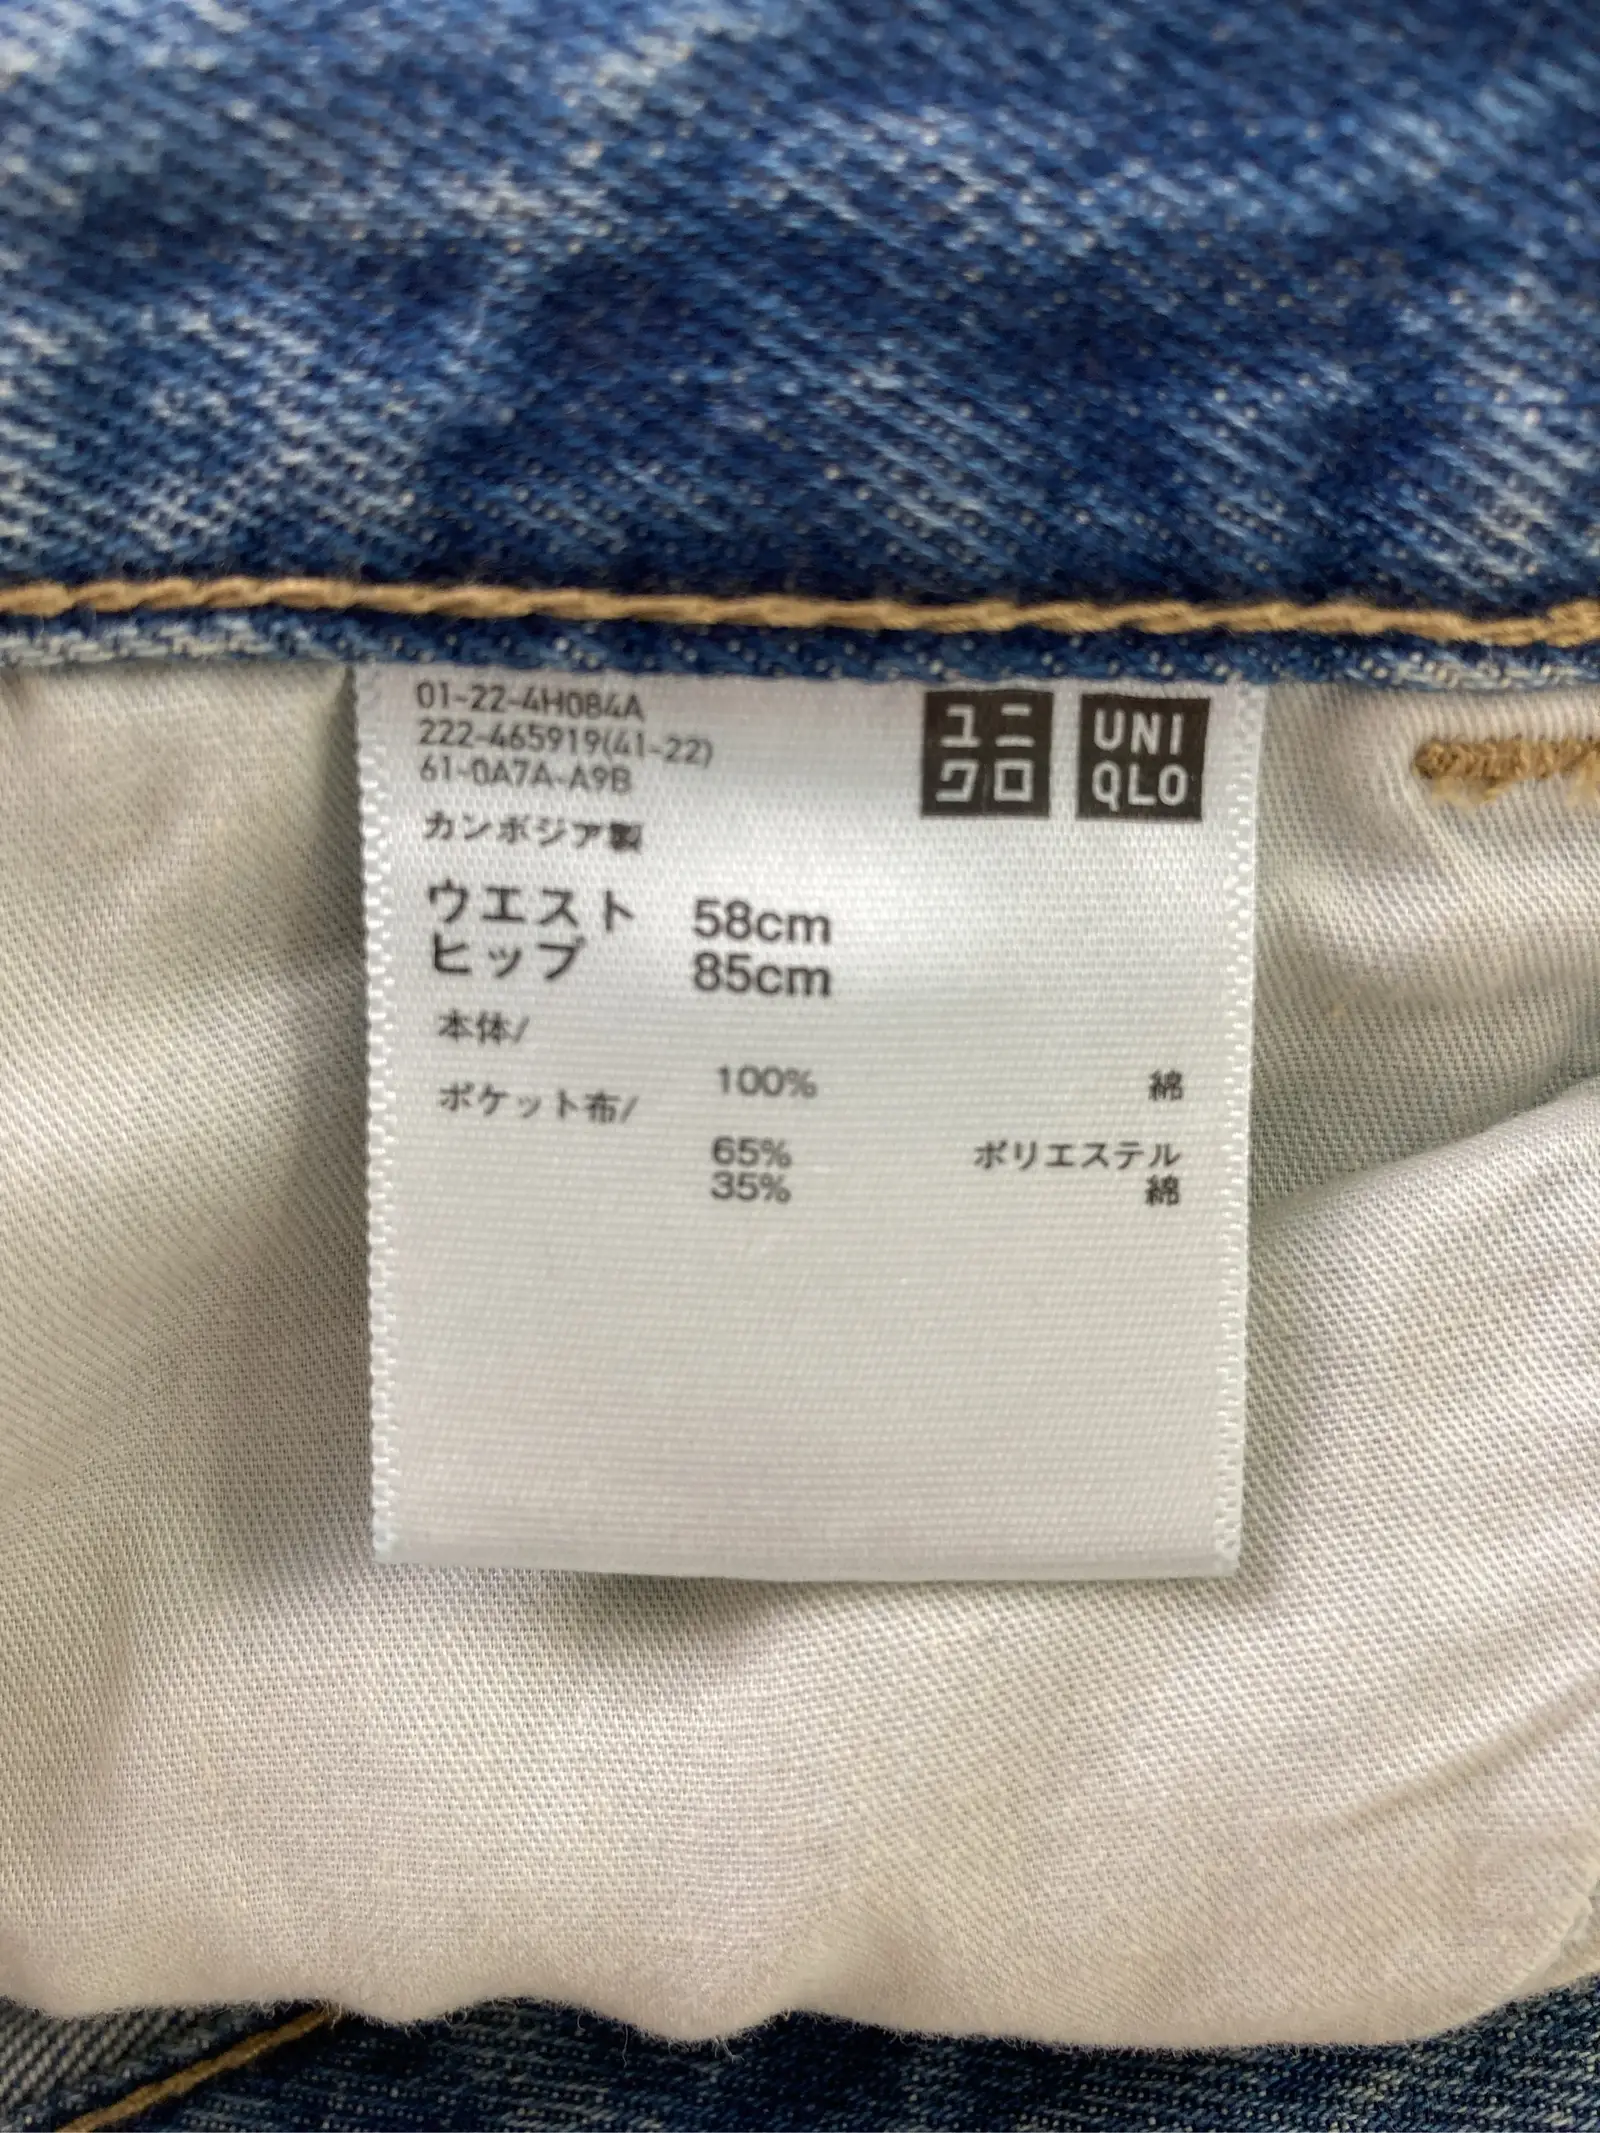 01-22-4H084A
222-465919(41-22)
61-0A7A-A9B
カンボジア製
ユニ
クロ
UNI
QLO
ウエスト 58cm
ヒップ 85cm
本体/
100% 綿
ポケット布/
65% ポリエステル
35% 綿